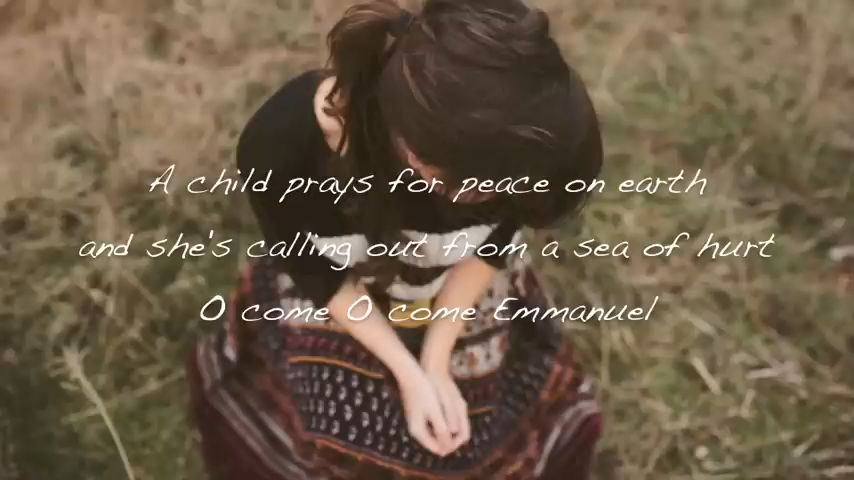 A child prays for peace on earth
and she's calling out from a sea of hurt
O come O come Emmanuel